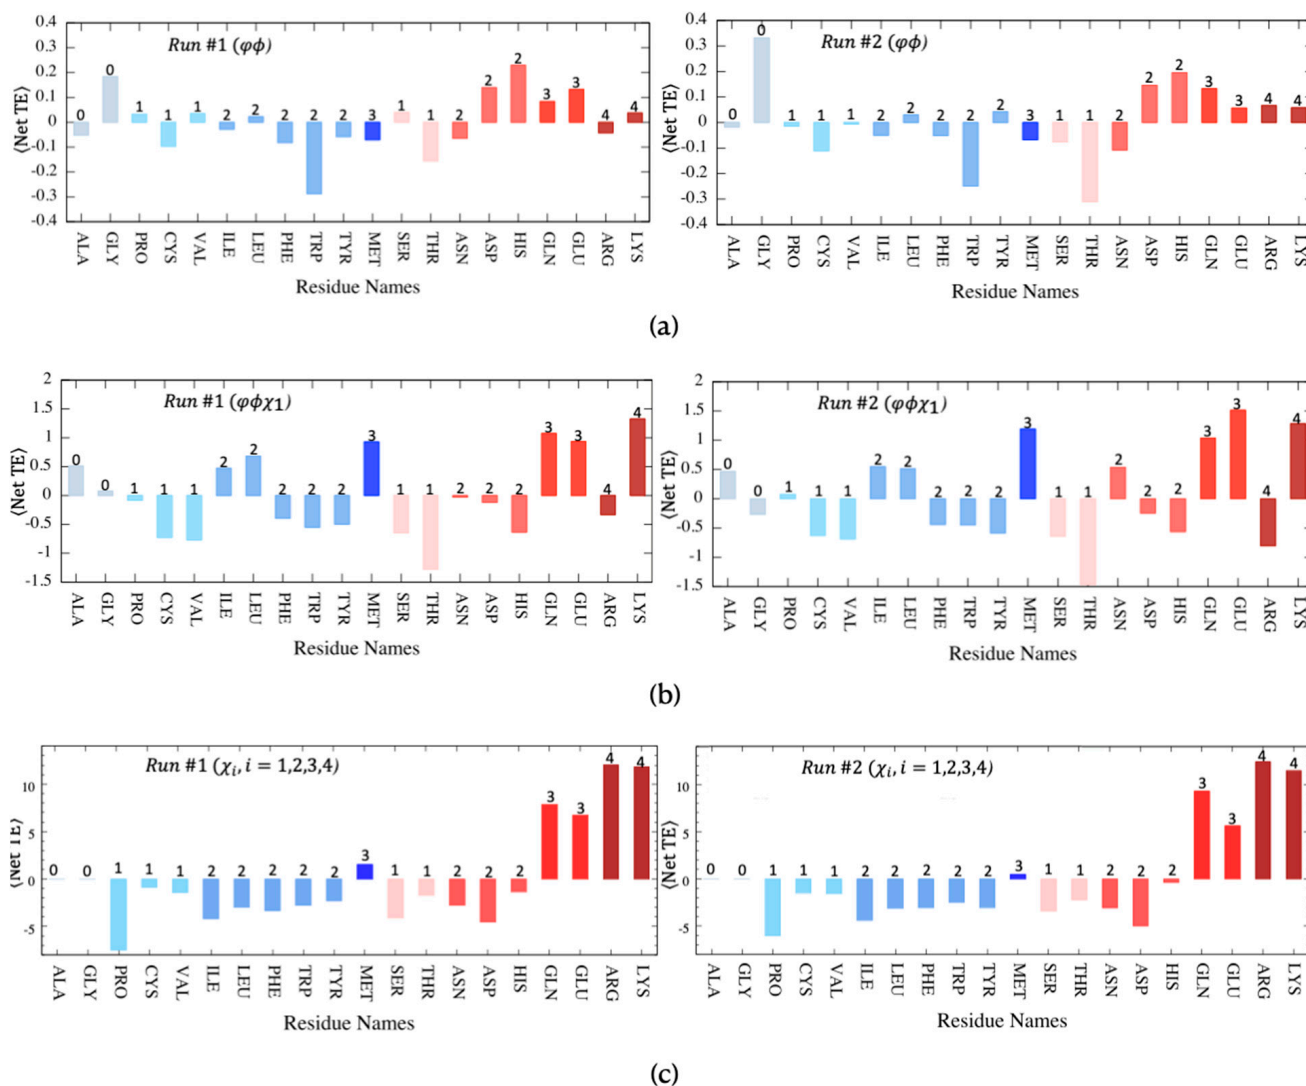 Run #1 (φϕ)
⟨Net TE⟩
0.4
0.3
0.2
0.1
0
-0.1
-0.2
-0.3
-0.4
0 0 1 1 1 2 2 2 2 2 3 1 1 2 2 2 3 3 4 4
ALA GLY PRO CYS VAL ILE LEU PHE TRP TYR MET SER THR ASN ASP HIS GLN GLU ARG LYS
Residue Names
Run #2 (φϕ)
⟨Net TE⟩
0.4
0.3
0.2
0.1
0
-0.1
-0.2
-0.3
-0.4
0 0 1 1 1 2 2 2 2 2 3 1 1 2 2 2 3 3 4 4
ALA GLY PRO CYS VAL ILE LEU PHE TRP TYR MET SER THR ASN ASP HIS GLN GLU ARG LYS
Residue Names
(a)
Run #1 (φϕχ1)
⟨Net TE⟩
2
1.5
1
0.5
0
-0.5
-1
-1.5
0 0 1 1 1 2 2 2 2 2 3 1 1 2 2 2 3 3 4 4
ALA GLY PRO CYS VAL ILE LEU PHE TRP TYR MET SER THR ASN ASP HIS GLN GLU ARG LYS
Residue Names
Run #2 (φϕχ1)
⟨Net TE⟩
2
1.5
1
0.5
0
-0.5
-1
-1.5
0 0 1 1 1 2 2 2 2 2 3 1 1 2 2 2 3 3 4 4
ALA GLY PRO CYS VAL ILE LEU PHE TRP TYR MET SER THR ASN ASP HIS GLN GLU ARG LYS
Residue Names
(b)
Run #1 (χi, i = 1,2,3,4)
⟨Net TE⟩
10
5
0
-5
0 0 1 1 1 2 2 2 2 2 3 1 1 2 2 2 3 3 4 4
ALA GLY PRO CYS VAL ILE LEU PHE TRP TYR MET SER THR ASN ASP HIS GLN GLU ARG LYS
Residue Names
Run #2 (χi, i = 1,2,3,4)
⟨Net TE⟩
10
5
0
-5
0 0 1 1 1 2 2 2 2 2 3 1 1 2 2 2 3 3 4 4
ALA GLY PRO CYS VAL ILE LEU PHE TRP TYR MET SER THR ASN ASP HIS GLN GLU ARG LYS
Residue Names
(c)